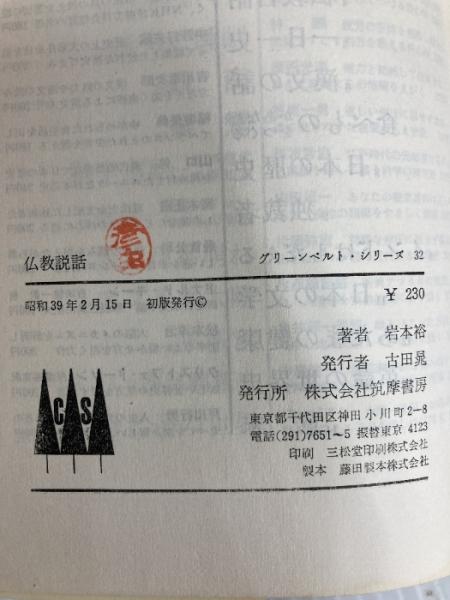 仏教説話
グリーンベルト・シリーズ 32
昭和39年2月15日 初版発行©
¥ 230
著者 岩本裕
発行者 古田晁
発行所 株式会社筑摩書房
東京都千代田区神田小川町2-8
電話(291)7651~5 振替東京 4123
印刷 三松堂印刷株式会社
製本 藤田製本株式会社
C S